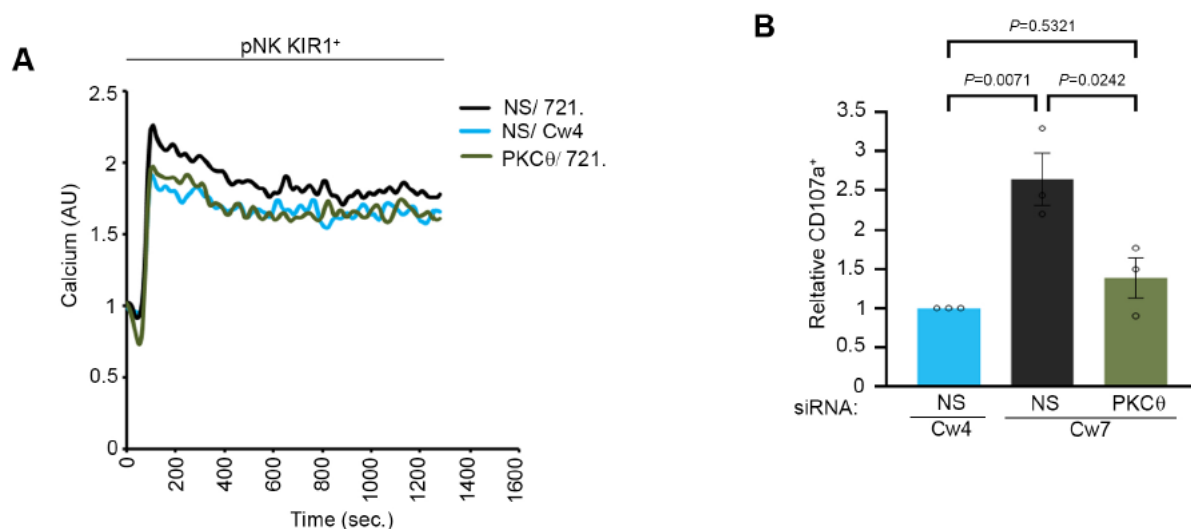 A
pNK KIR1⁺
NS/ 721.
NS/ Cw4
PKCθ/ 721.
Calcium (AU)
2.5
2
1.5
1
0.5
0
0
200
400
600
800
1000
1200
1400
1600
Time (sec.)
B
P=0.5321
P=0.0071
P=0.0242
Reltative CD107a⁺
3.5
3
2.5
2
1.5
1
0.5
0
siRNA: NS NS PKCθ
Cw4 Cw7